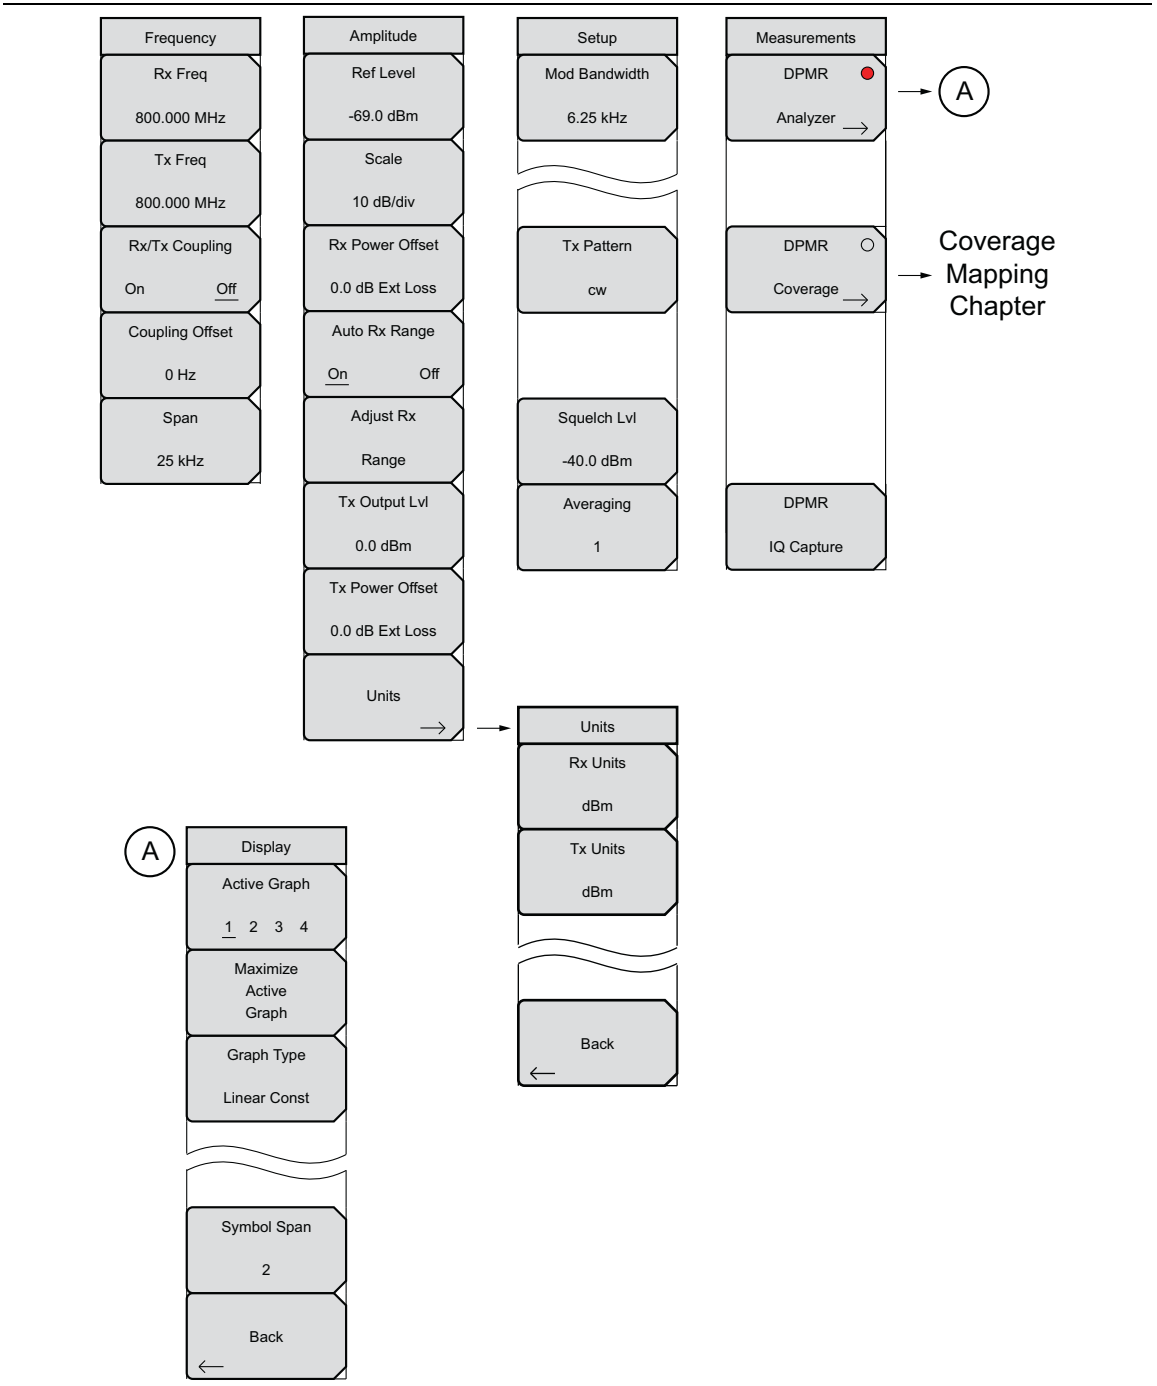 Frequency
Rx Freq
800.000 MHz
Tx Freq
800.000 MHz
Rx/Tx Coupling
On Off
Coupling Offset
0 Hz
Span
25 kHz
Amplitude
Ref Level
-69.0 dBm
Scale
10 dB/div
Rx Power Offset
0.0 dB Ext Loss
Auto Rx Range
On Off
Adjust Rx
Range
Tx Output Lvl
0.0 dBm
Tx Power Offset
0.0 dB Ext Loss
Units
Setup
Mod Bandwidth
6.25 kHz
Tx Pattern
cw
Squelch Lvl
-40.0 dBm
Averaging
1
Measurements
DPMR
Analyzer
A
DPMR
Coverage
Coverage
Mapping
Chapter
DPMR
IQ Capture
Units
Rx Units
dBm
Tx Units
dBm
Back
A
Display
Active Graph
1 2 3 4
Maximize
Active
Graph
Graph Type
Linear Const
Symbol Span
2
Back